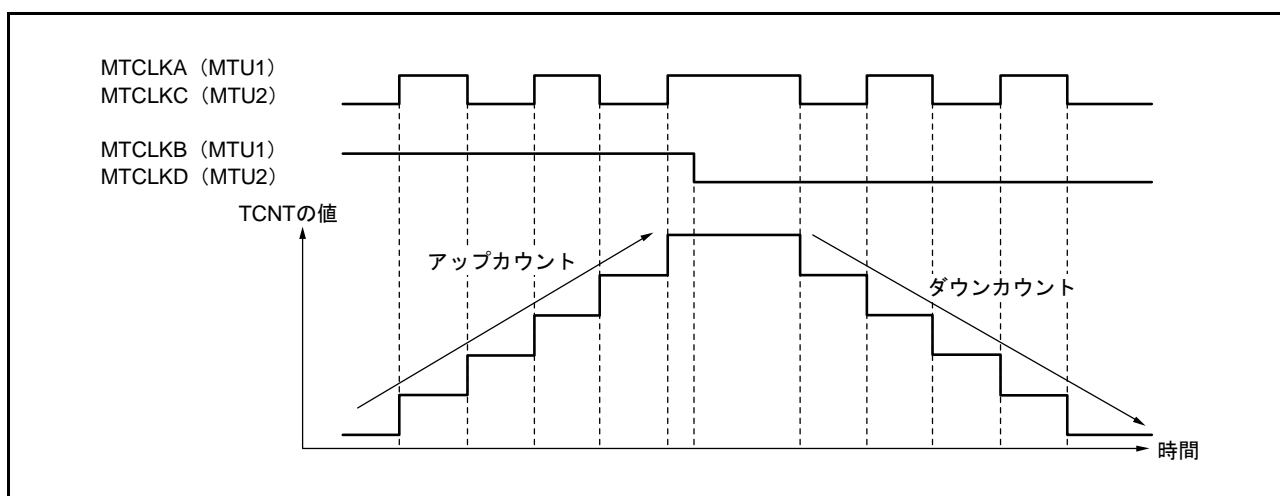 MTCLKA（MTU1）
MTCLKC（MTU2）
MTCLKB（MTU1）
MTCLKD（MTU2）
TCNTの値
アップカウント
ダウンカウント
時間